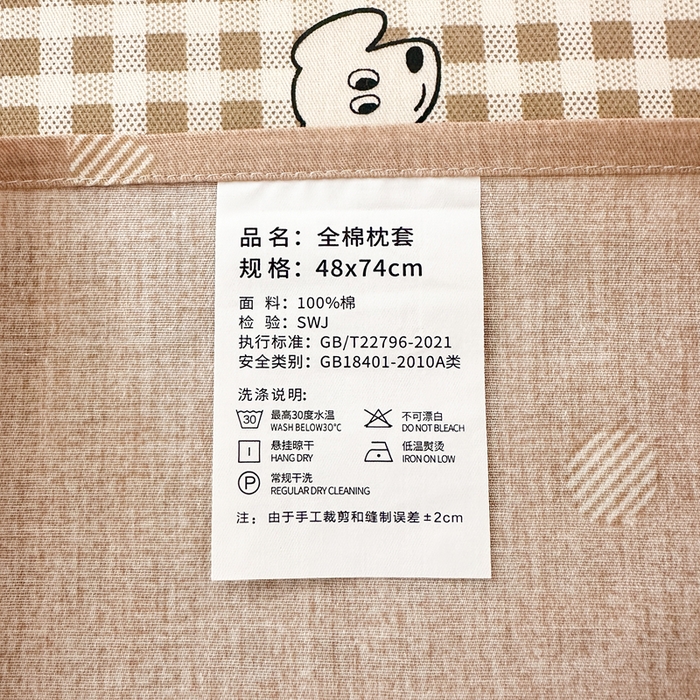 品名：全棉枕套
规格：48x74cm
面 料：100%棉
检 验：SWJ
执行标准：GB/T22796-2021
安全类别：GB18401-2010A类
洗涤说明:
30 最高30度水温
WASH BELOW30℃
不可漂白
DO NOT BLEACH
悬挂晾干
HANG DRY
低温熨烫
IRON ON LOW
P 常规干洗
REGULAR DRY CLEANING
注：由于手工裁剪和缝制误差±2cm